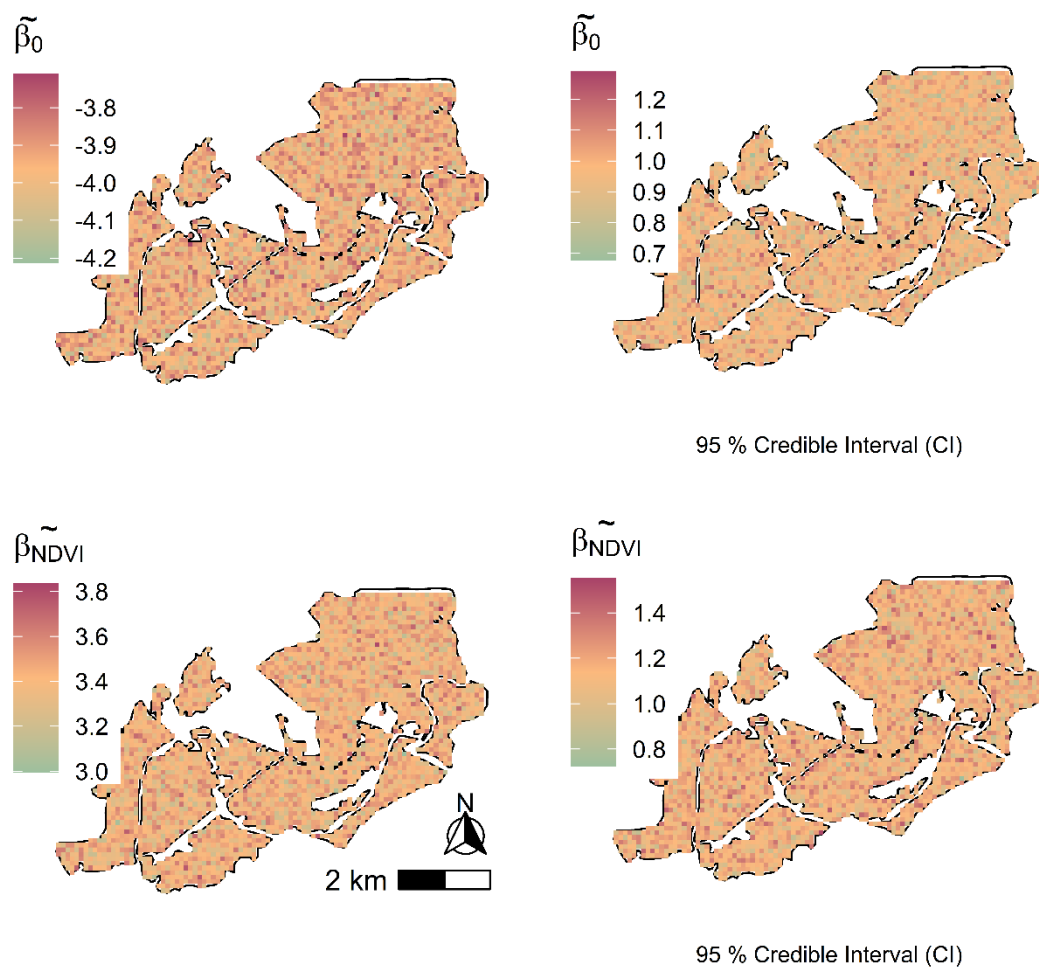 β̃₀
-3.8
-3.9
-4.0
-4.1
-4.2
β̃₀
1.2
1.1
1.0
0.9
0.8
0.7
95 % Credible Interval (CI)
β̃NDVI
3.8
3.6
3.4
3.2
3.0
N
2 km
β̃NDVI
1.4
1.2
1.0
0.8
95 % Credible Interval (CI)